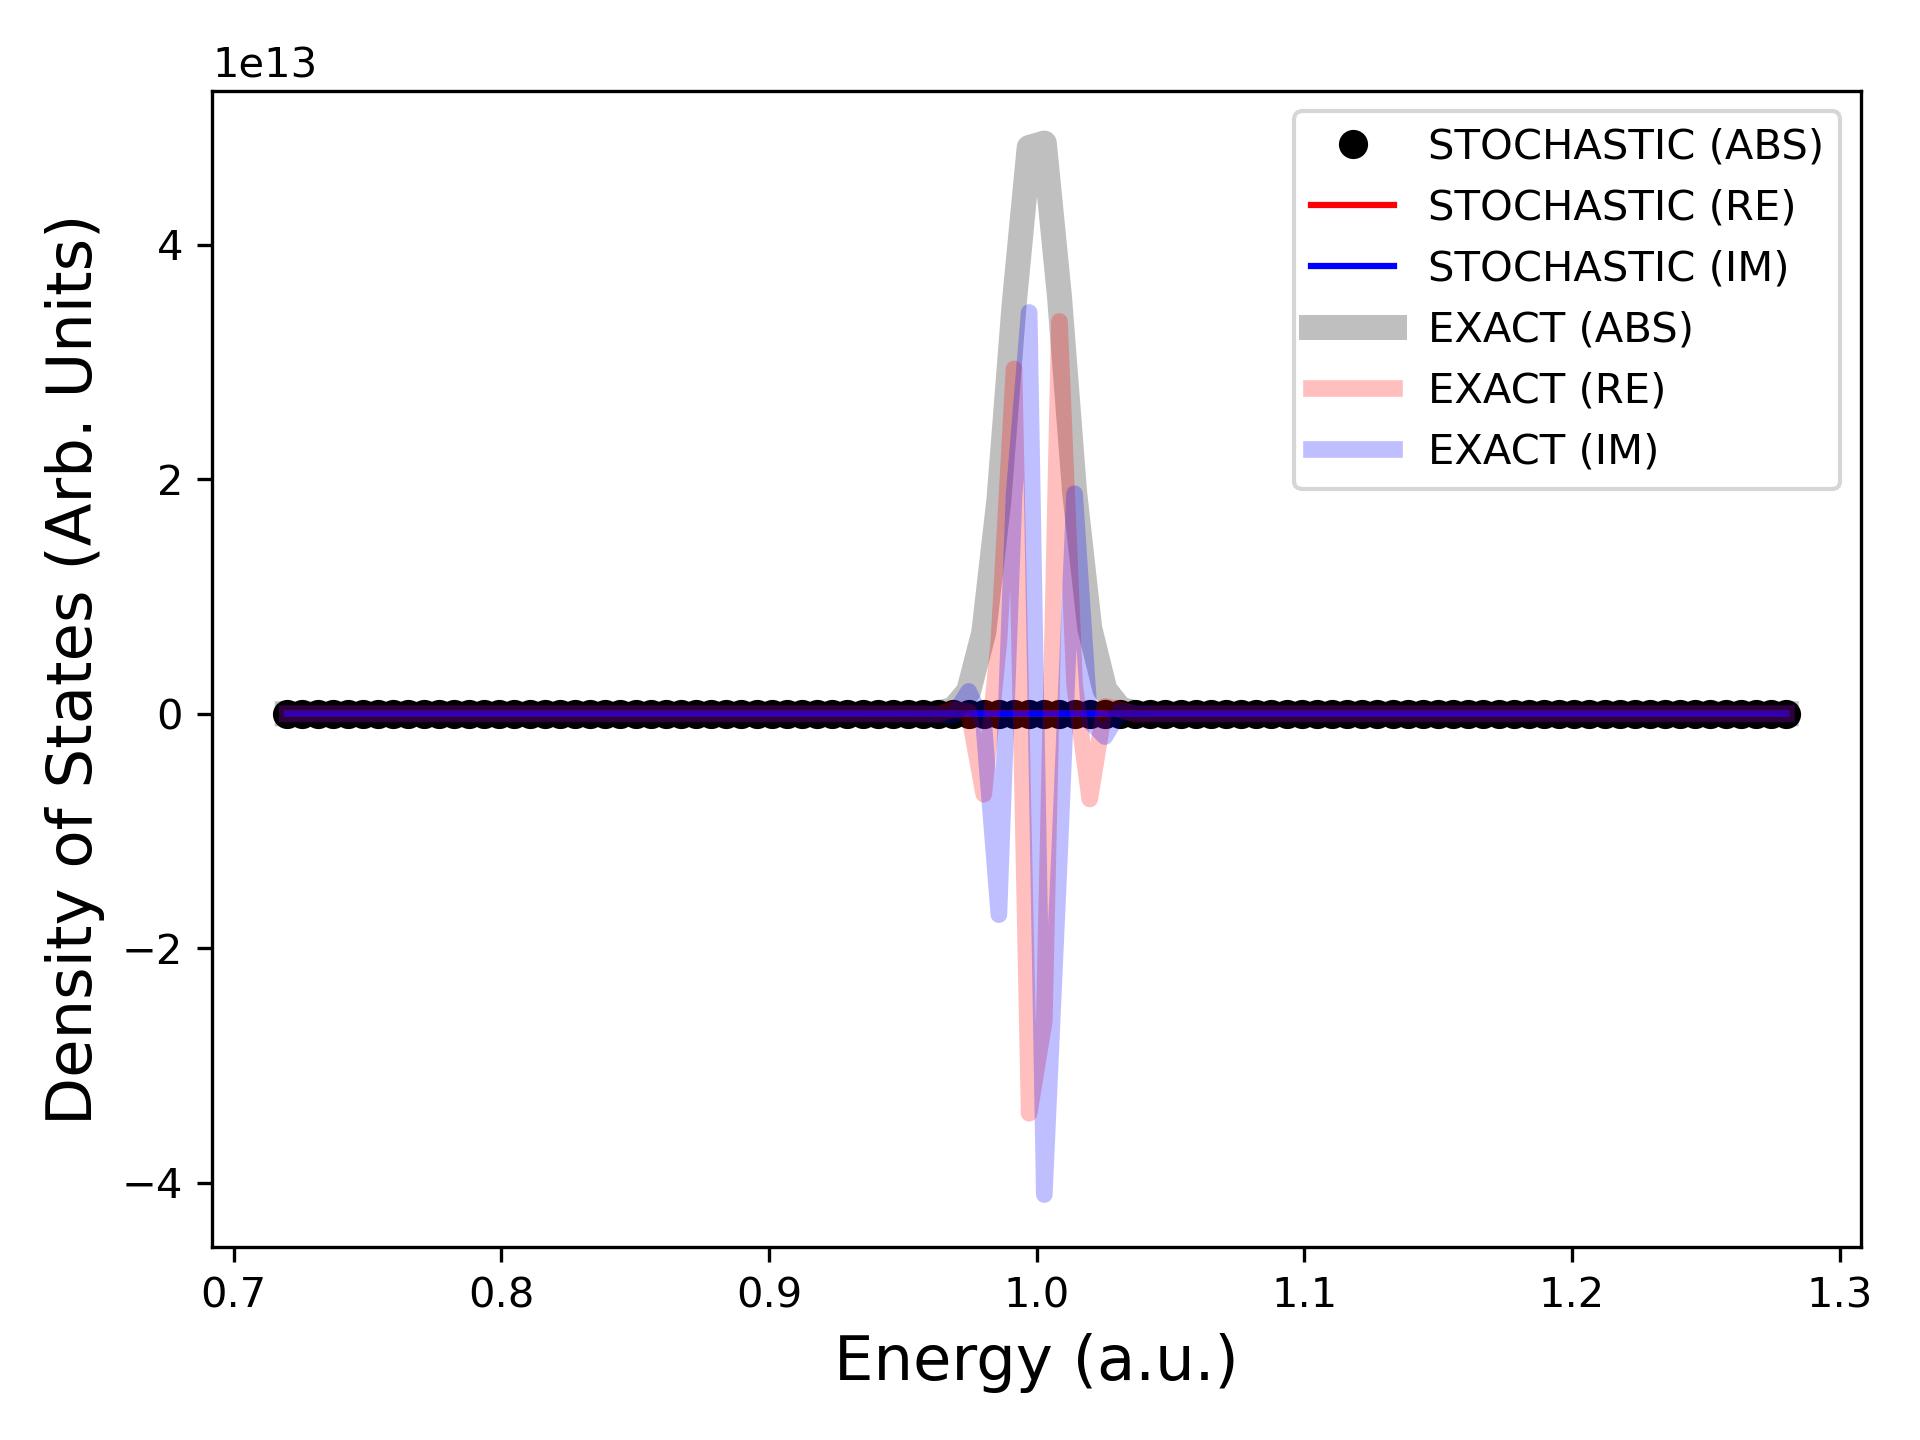 1e13
STOCHASTIC (ABS)
STOCHASTIC (RE)
STOCHASTIC (IM)
EXACT (ABS)
EXACT (RE)
EXACT (IM)
Density of States (Arb. Units)
4
2
0
−2
−4
0.7 0.8 0.9 1.0 1.1 1.2 1.3
Energy (a.u.)